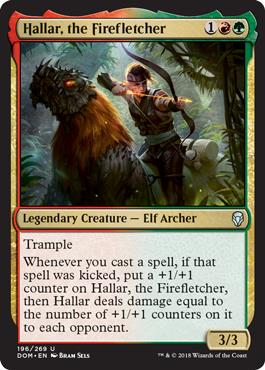 Hallar, the Firefletcher 1
Legendary Creature — Elf Archer
Trample
Whenever you cast a spell, if
that spell was kicked, put a +1/+1
counter on Hallar, the Firefletcher,
then Hallar deals damage equal to
the number of +1/+1 counters on it
to each opponent.
3/3
196/269 U
DOM • EN Bram Sels ™ & © 2018 Wizards of the Coast